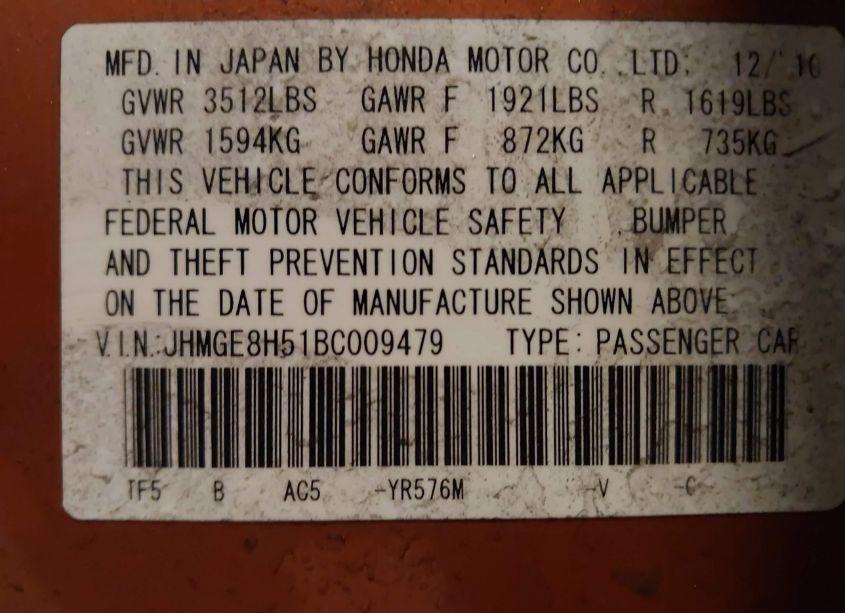 MFD. IN JAPAN BY HONDA MOTOR CO., LTD. 12/'10
GVWR 3512LBS GAWR F 1921LBS R 1619LBS
GVWR 1594KG GAWR F 872KG R 735KG
THIS VEHICLE CONFORMS TO ALL APPLICABLE
FEDERAL MOTOR VEHICLE SAFETY , BUMPER
AND THEFT PREVENTION STANDARDS IN EFFECT
ON THE DATE OF MANUFACTURE SHOWN ABOVE.
V.I.N.:JHMGE8H51BC009479 TYPE: PASSENGER CAR
TF5 B AC5 -YR576M -V -C